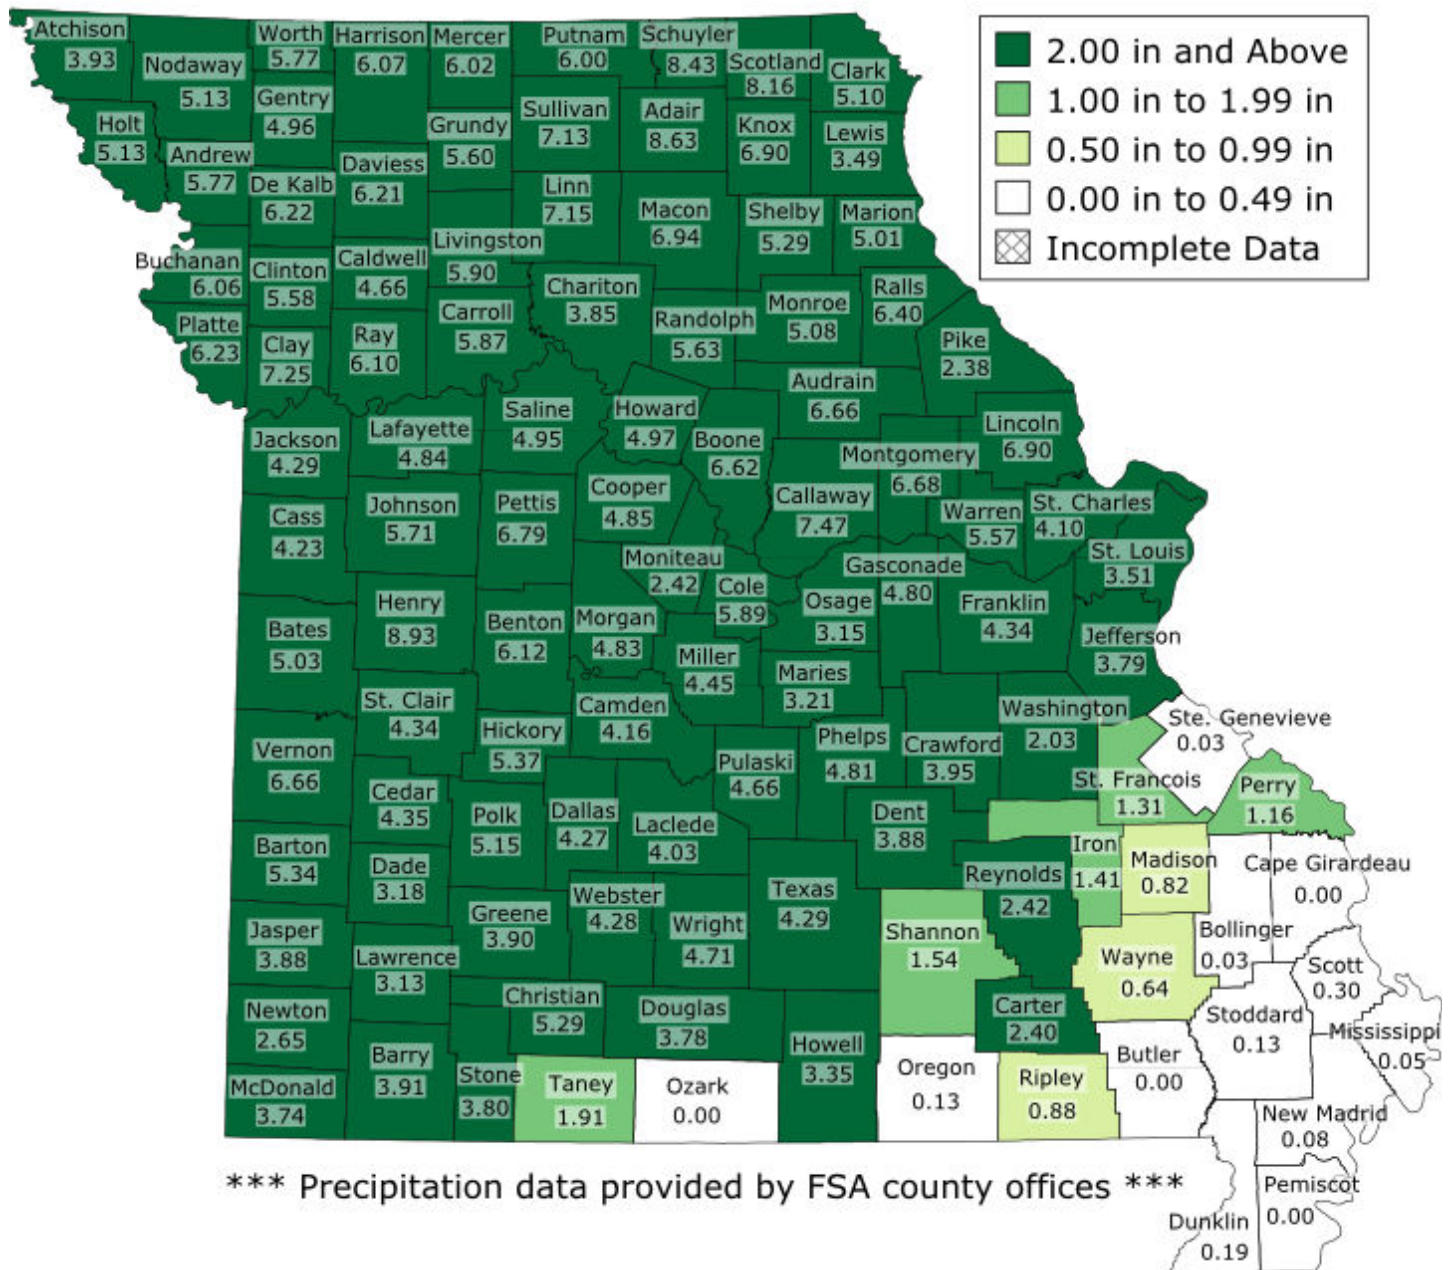 Atchison
3.93
Nodaway
5.13
Worth
5.77
Harrison
6.07
Mercer
6.02
Putnam
6.00
Schuyler
8.43
Scotland
8.16
Clark
5.10
2.00 in and Above
1.00 in to 1.99 in
0.50 in to 0.99 in
0.00 in to 0.49 in
Incomplete Data
Holt
5.13
Andrew
5.77
Gentry
4.96
De Kalb
6.22
Daviess
6.21
Grundy
5.60
Sullivan
7.13
Adair
8.63
Knox
6.90
Lewis
3.49
Linn
7.15
Macon
6.94
Shelby
5.29
Marion
5.01
Buchanan
6.06
Clinton
5.58
Caldwell
4.66
Livingston
5.90
Chariton
3.85
Randolph
5.63
Monroe
5.08
Ralls
6.40
Platte
6.23
Clay
7.25
Ray
6.10
Carroll
5.87
Pike
2.38
Audrain
6.66
Jackson
4.29
Lafayette
4.84
Saline
4.95
Howard
4.97
Boone
6.62
Montgomery
6.68
Lincoln
6.90
Cass
4.23
Johnson
5.71
Pettis
6.79
Cooper
4.85
Callaway
7.47
Warren
5.57
St. Charles
4.10
St. Louis
3.51
Moniteau
2.42
Cole
5.89
Osage
3.15
Gasconade
4.80
Franklin
4.34
Jefferson
3.79
Bates
5.03
Henry
8.93
Benton
6.12
Morgan
4.83
Miller
4.45
Maries
3.21
St. Clair
4.34
Hickory
5.37
Camden
4.16
Pulaski
4.66
Phelps
4.81
Crawford
3.95
Washington
2.03
Ste. Genevieve
0.03
Vernon
6.66
Cedar
4.35
Polk
5.15
Dallas
4.27
Laclede
4.03
Dent
3.88
St. Francois
1.31
Perry
1.16
Barton
5.34
Dade
3.18
Greene
3.90
Webster
4.28
Wright
4.71
Texas
4.29
Reynolds
2.42
Iron
1.41
Madison
0.82
Cape Girardeau
0.00
Jasper
3.88
Lawrence
3.13
Shannon
1.54
Wayne
0.64
Bollinger
0.03
Scott
0.30
Newton
2.65
Christian
5.29
Douglas
3.78
Howell
3.35
Carter
2.40
Stoddard
0.13
Mississippi
0.05
McDonald
3.74
Barry
3.91
Stone
3.80
Taney
1.91
Ozark
0.00
Oregon
0.13
Ripley
0.88
Butler
0.00
New Madrid
0.08
*** Precipitation data provided by FSA county offices ***
Pemiscot
0.00
Dunklin
0.19